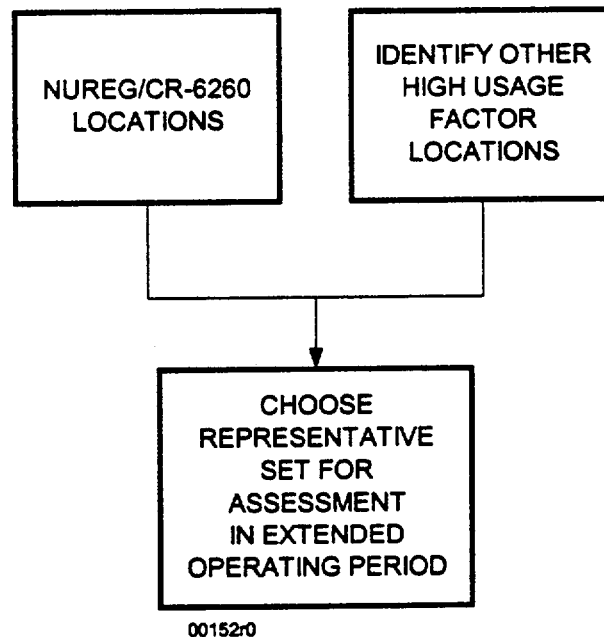 NUREG/CR-6260
LOCATIONS
IDENTIFY OTHER
HIGH USAGE
FACTOR
LOCATIONS
CHOOSE
REPRESENTATIVE
SET FOR
ASSESSMENT
IN EXTENDED
OPERATING PERIOD
00152r0